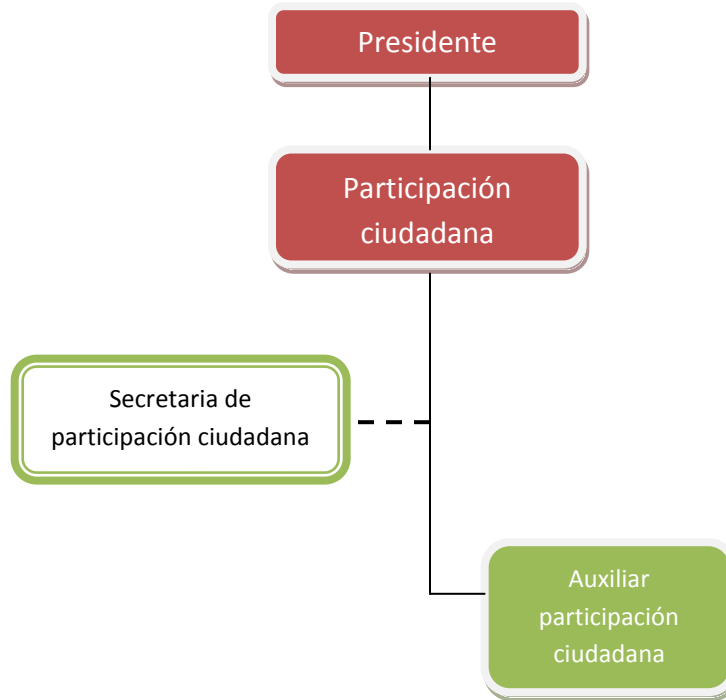 Presidente
Participación
ciudadana
Secretaria de
participación ciudadana
Auxiliar
participación
ciudadana